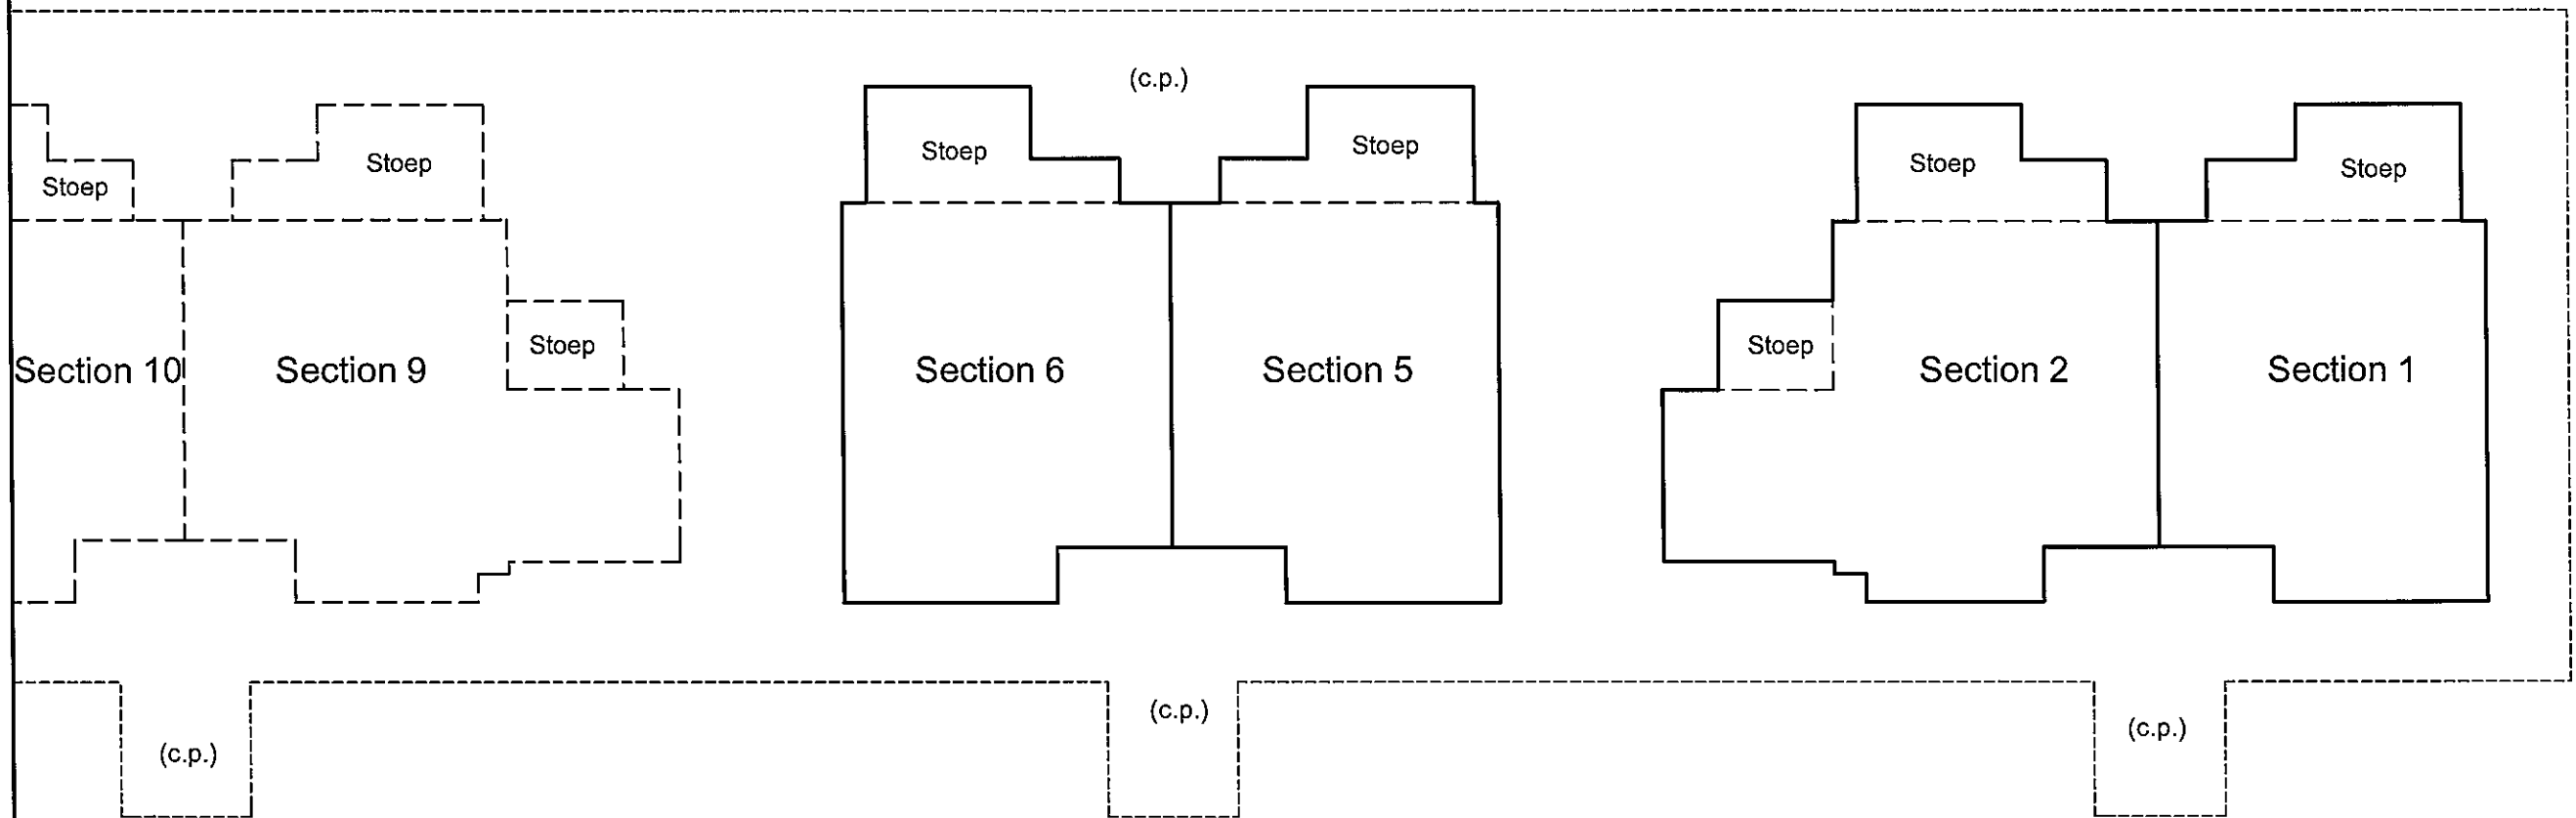 (c.p.)
Stoep
Stoep
Stoep
Stoep
Stoep
Stoep
Stoep
Stoep
Stoep
Section 10
Section 9
Section 6
Section 5
Section 2
Section 1
(c.p.)
(c.p.)
(c.p.)